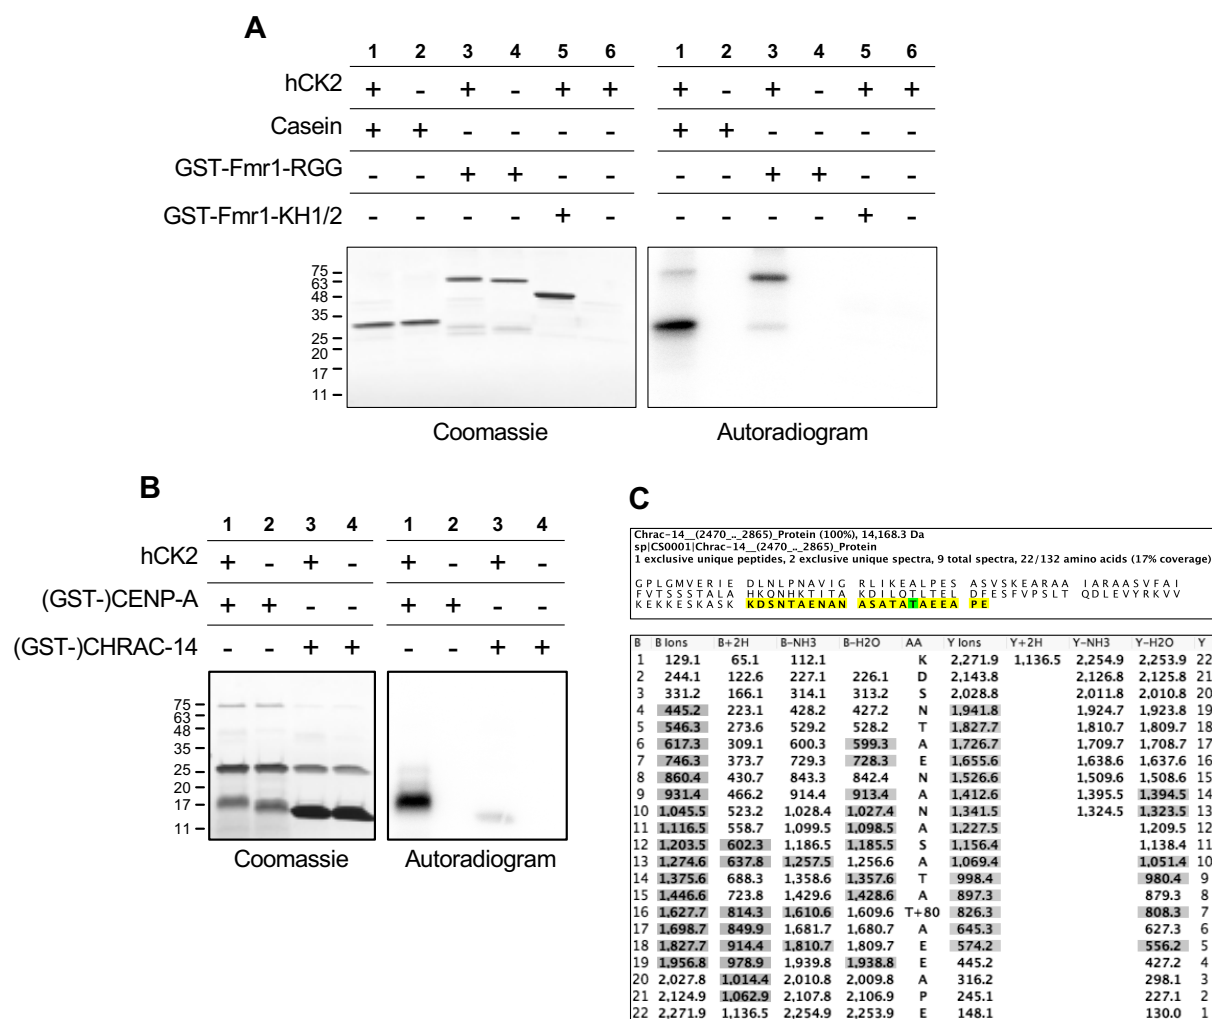 A
1 2 3 4 5 6 1 2 3 4 5 6
hCK2 + - + - + + + - + - + +
Casein + + - - - - + + - - - -
GST-Fmr1-RGG - - + + - - - - + + - -
GST-Fmr1-KH1/2 - - - - + - - - - - + -
75
63
48
35
25
20
17
11
Coomassie Autoradiogram
B
1 2 3 4 1 2 3 4
hCK2 + - + - + - + -
(GST-)CENP-A + + - - + + - -
(GST-)CHRAC-14 - - + + - - + +
75
63
48
35
25
20
17
11
Coomassie Autoradiogram
C
Chrac-14__(2470_.._2865)_Protein (100%), 14,168.3 Da
sp|CS0001|Chrac-14__(2470_.._2865)_Protein
1 exclusive unique peptides, 2 exclusive unique spectra, 9 total spectra, 22/132 amino acids (17% coverage)
GPLGMVERIE DLNLPNAVIG RLIKEALPES ASVSKEARAA IARAASVFAI
FVTSSSTALA HKQNHKTITA KDILQTLTEL DFESFVPSLT QDLEVYRKVV
KEKKESKASK KDSNTAENAN ASATATAEEA PE
B B Ions B+2H B-NH3 B-H2O AA Y Ions Y+2H Y-NH3 Y-H2O Y
1 129.1 65.1 112.1 K 2,271.9 1,136.5 2,254.9 2,253.9 22
2 244.1 122.6 227.1 226.1 D 2,143.8 2,126.8 2,125.8 21
3 331.2 166.1 314.1 313.2 S 2,028.8 2,011.8 2,010.8 20
4 445.2 223.1 428.2 427.2 N 1,941.8 1,924.7 1,923.8 19
5 546.3 273.6 529.2 528.2 T 1,827.7 1,810.7 1,809.7 18
6 617.3 309.1 600.3 599.3 A 1,726.7 1,709.7 1,708.7 17
7 746.3 373.7 729.3 728.3 E 1,655.6 1,638.6 1,637.6 16
8 860.4 430.7 843.3 842.4 N 1,526.6 1,509.6 1,508.6 15
9 931.4 466.2 914.4 913.4 A 1,412.6 1,395.5 1,394.5 14
10 1,045.5 523.2 1,028.4 1,027.4 N 1,341.5 1,324.5 1,323.5 13
11 1,116.5 558.7 1,099.5 1,098.5 A 1,227.5 1,209.5 12
12 1,203.5 602.3 1,186.5 1,185.5 S 1,156.4 1,138.4 11
13 1,274.6 637.8 1,257.5 1,256.6 A 1,069.4 1,051.4 10
14 1,375.6 688.3 1,358.6 1,357.6 T 998.4 980.4 9
15 1,446.6 723.8 1,429.6 1,428.6 A 897.3 879.3 8
16 1,627.7 814.3 1,610.6 1,609.6 T+80 826.3 808.3 7
17 1,698.7 849.9 1,681.7 1,680.7 A 645.3 627.3 6
18 1,827.7 914.4 1,810.7 1,809.7 E 574.2 556.2 5
19 1,956.8 978.9 1,939.8 1,938.8 E 445.2 427.2 4
20 2,027.8 1,014.4 2,010.8 2,009.8 A 316.2 298.1 3
21 2,124.9 1,062.9 2,107.8 2,106.9 P 245.1 227.1 2
22 2,271.9 1,136.5 2,254.9 2,253.9 E 148.1 130.0 1